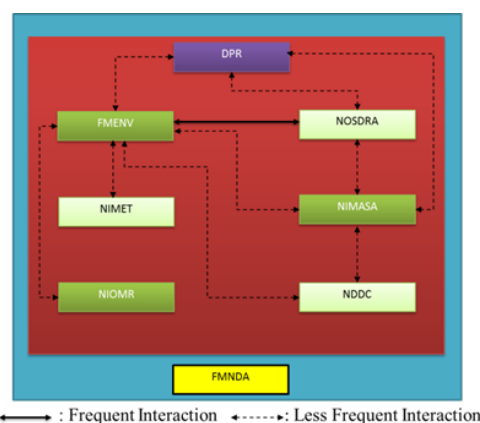 DPR
FMENV
NOSDRA
NIMET
NIMASA
NIOMR
NDDC
FMNDA
: Frequent Interaction : Less Frequent Interaction